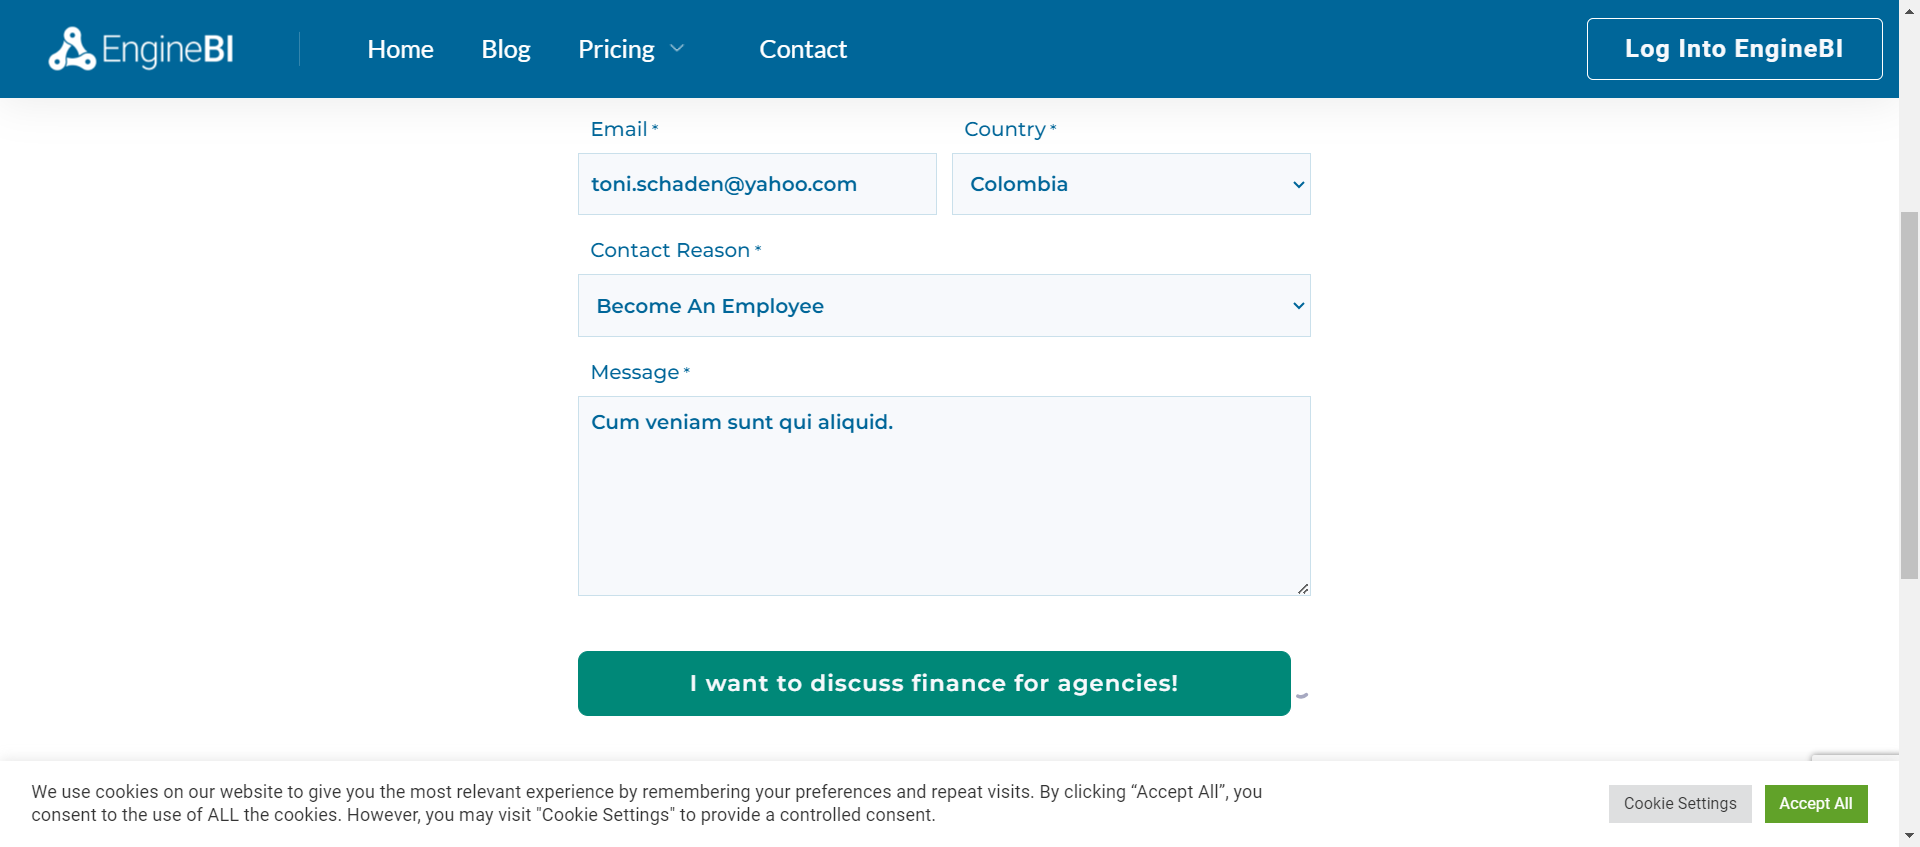 EngineBI
Home
Blog
Pricing
Contact
Log Into EngineBI
Email *
Country *
toni.schaden@yahoo.com
Colombia
Contact Reason *
Become An Employee
Message *
Cum veniam sunt qui aliquid.
I want to discuss finance for agencies!
We use cookies on our website to give you the most relevant experience by remembering your preferences and repeat visits. By clicking “Accept All”, you
consent to the use of ALL the cookies. However, you may visit "Cookie Settings" to provide a controlled consent.
Cookie Settings
Accept All